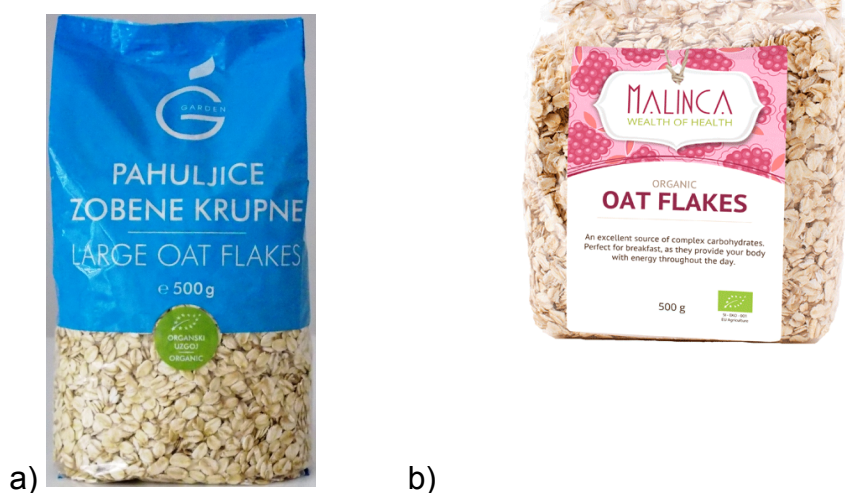 GARDEN
PAHULJICE
ZOBENE KRUPNE
LARGE OAT FLAKES
e 500g
ORGANSKI
UZGOJ
ORGANIC
a)
MALINCA
WEALTH OF HEALTH
ORGANIC
OAT FLAKES
An excellent source of complex carbohydrates.
Perfect for breakfast, as they provide your body
with energy throughout the day.
500 g
EU Agriculture
b)